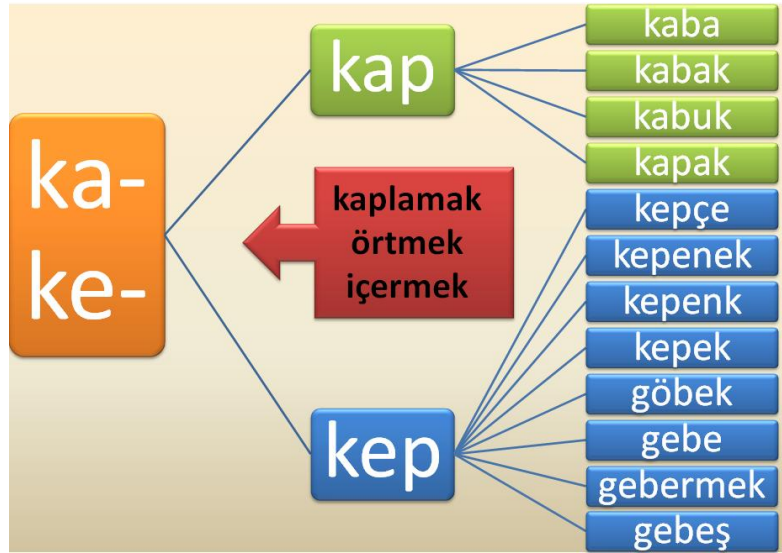 ka-
ke-
kap
kaplamak
örtmek
içermek
kep
kaba
kabak
kabuk
kapak
kepçe
kepenek
kepenk
kepek
göbek
gebe
gebermek
gebeş